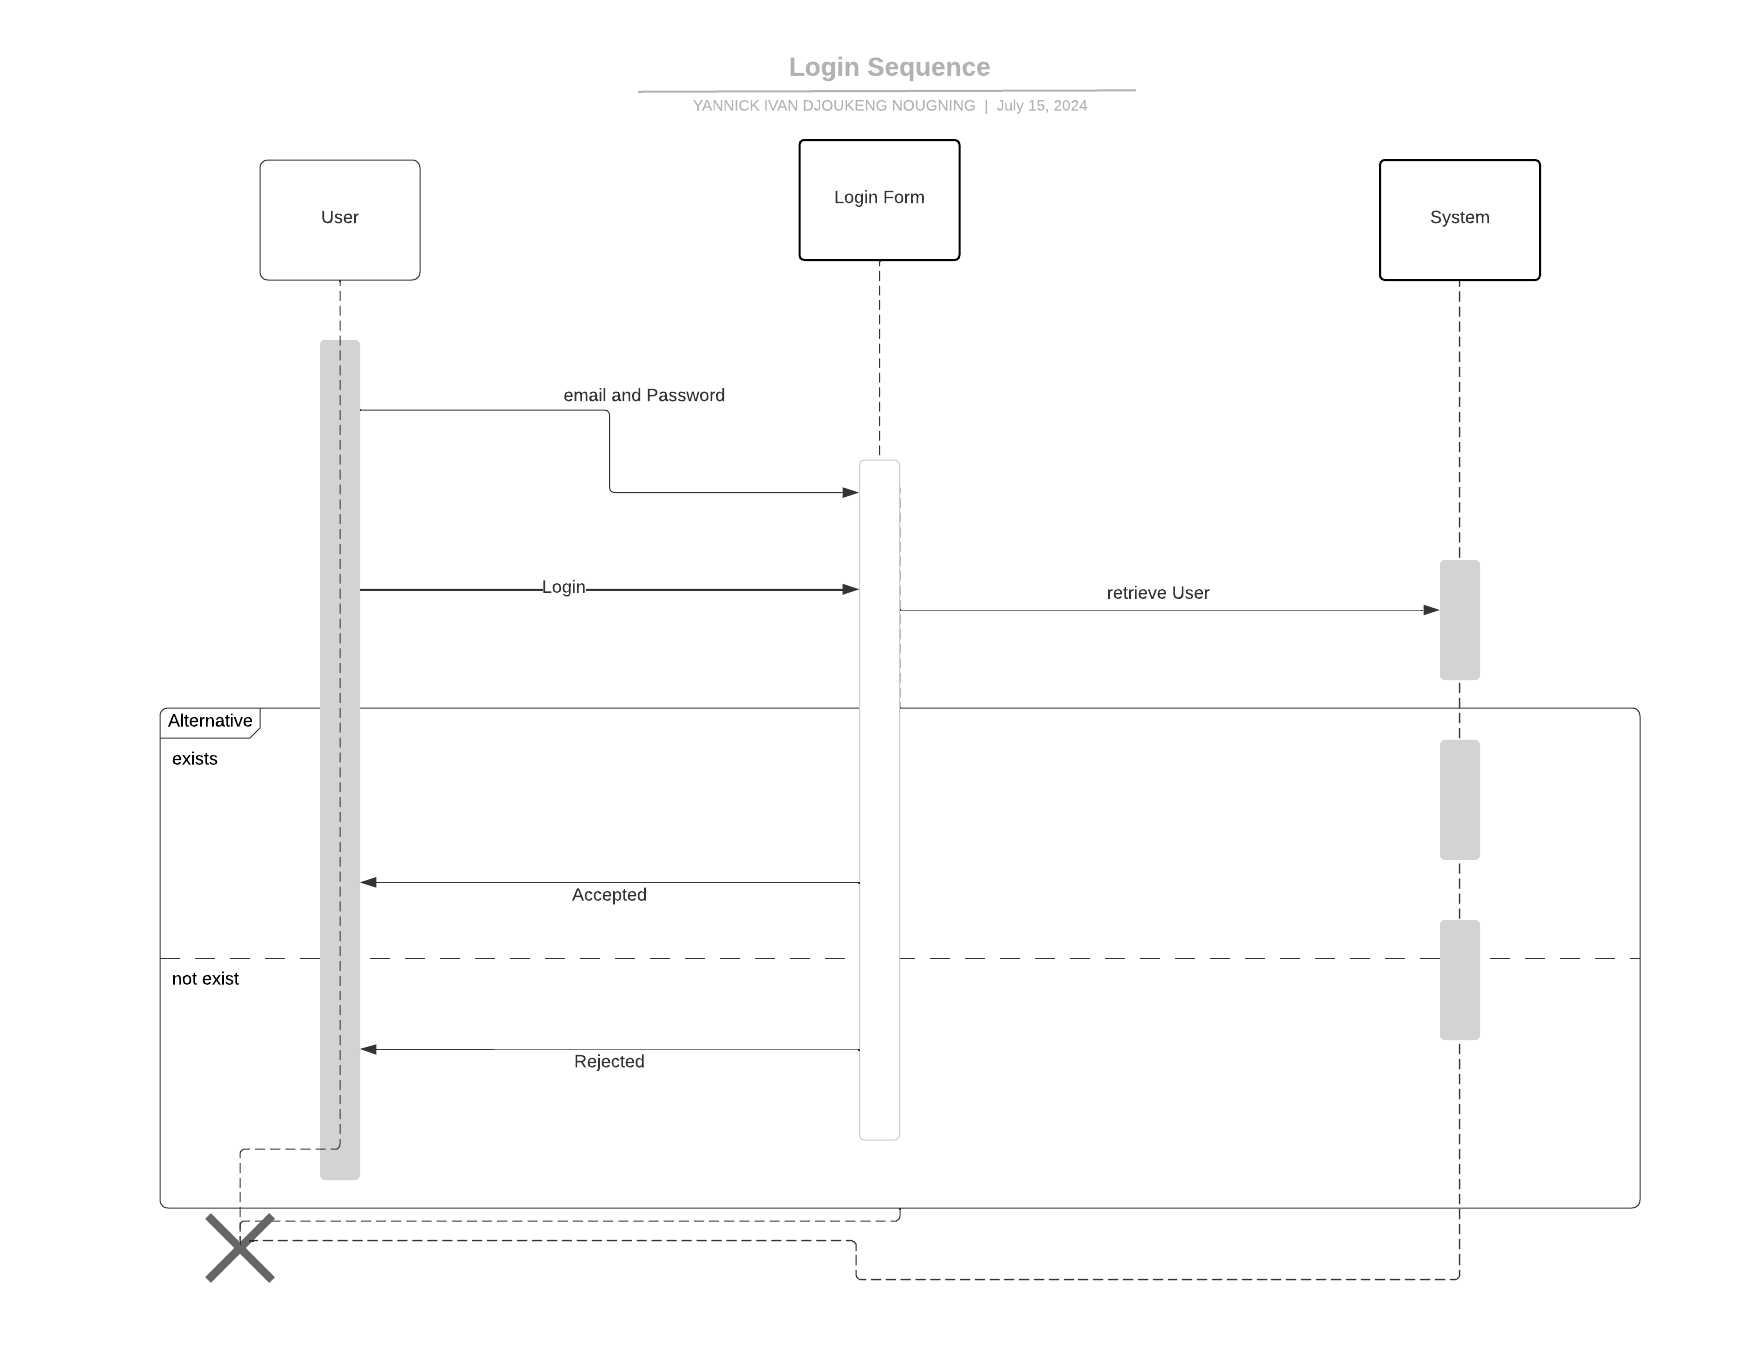 Login Sequence
YANNICK IVAN DJOUKENG NOUGNING | July 15, 2024
User
Login Form
System
email and Password
Login
retrieve User
Alternative
exists
Accepted
not exist
Rejected